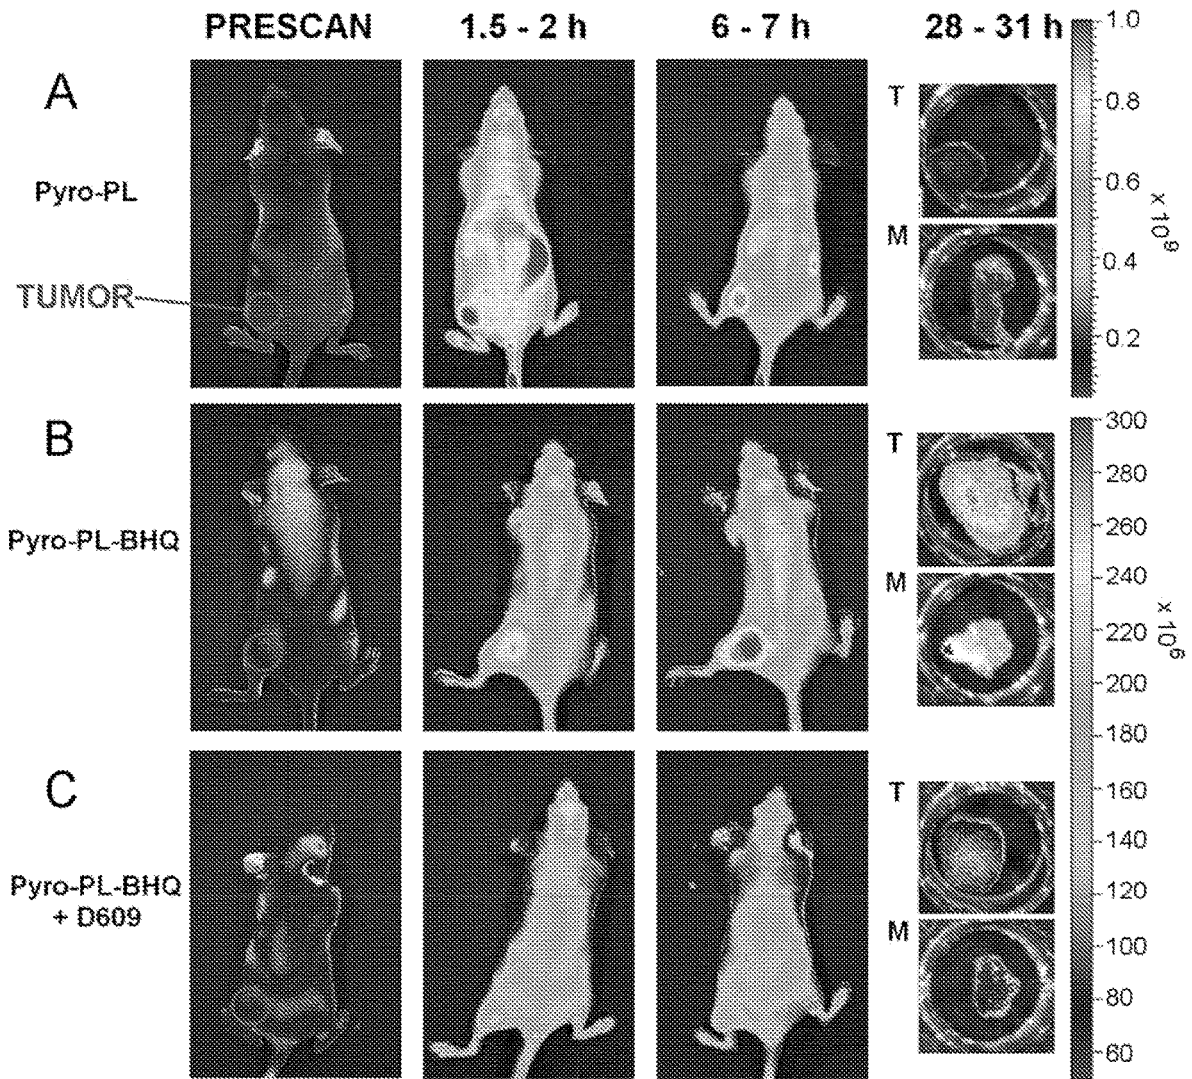 PRESCAN 1.5 - 2 h 6 - 7 h 28 - 31 h
A
Pyro-PL
TUMOR
T
M
1.0
0.8
0.6
0.4
0.2
x 10⁹
B
Pyro-PL-BHQ
T
M
C
Pyro-PL-BHQ
+ D609
T
M
300
280
260
240
220
200
180
160
140
120
100
80
60
x 10⁶